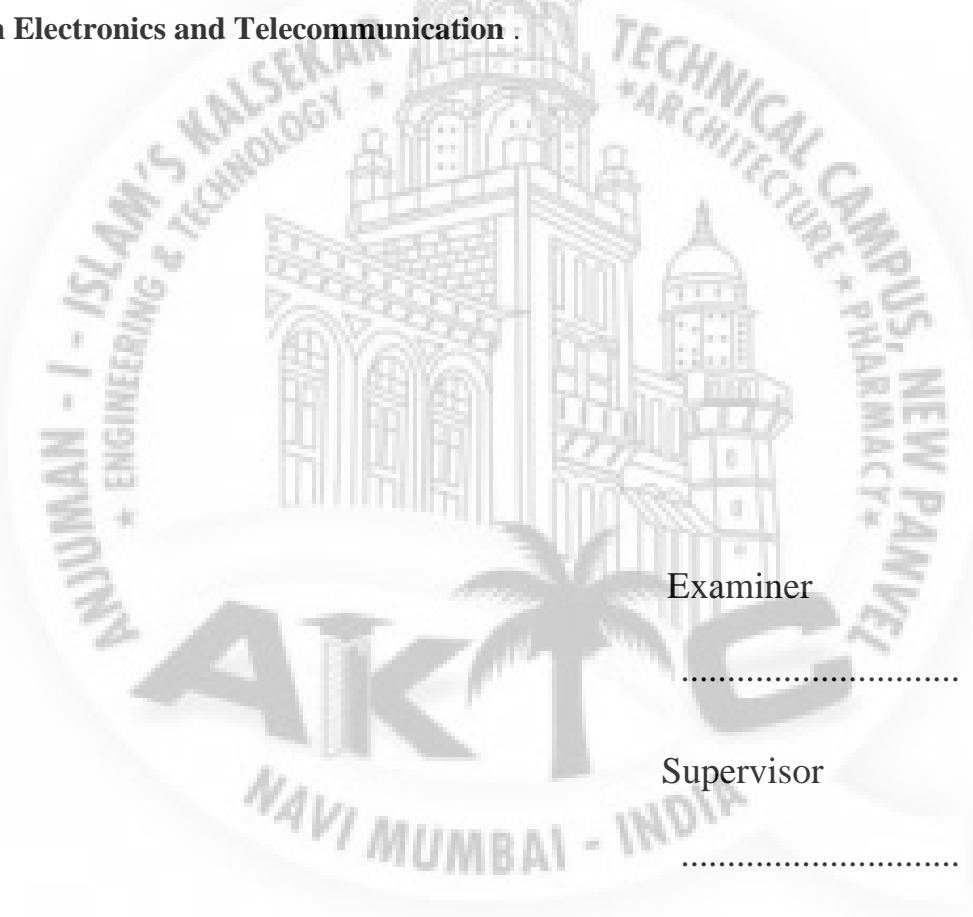 n Electronics and Telecommunication .
ANJUMAN - I - ISLAM'S KALSEKAR TECHNICAL CAMPUS, NEW PANVEL
* ENGINEERING & TECHNOLOGY * *ARCHITECTURE * PHARMACY*
Examiner
..............................
AKTC
Supervisor
..............................
NAVI MUMBAI - INDIA